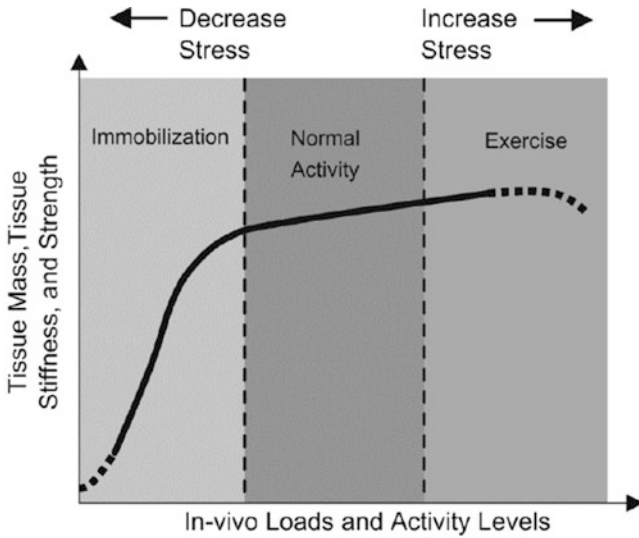 Decrease Stress
Increase Stress
Immobilization
Normal
Activity
Exercise
Tissue Mass,Tissue
Stiffness, and Strength
In-vivo Loads and Activity Levels